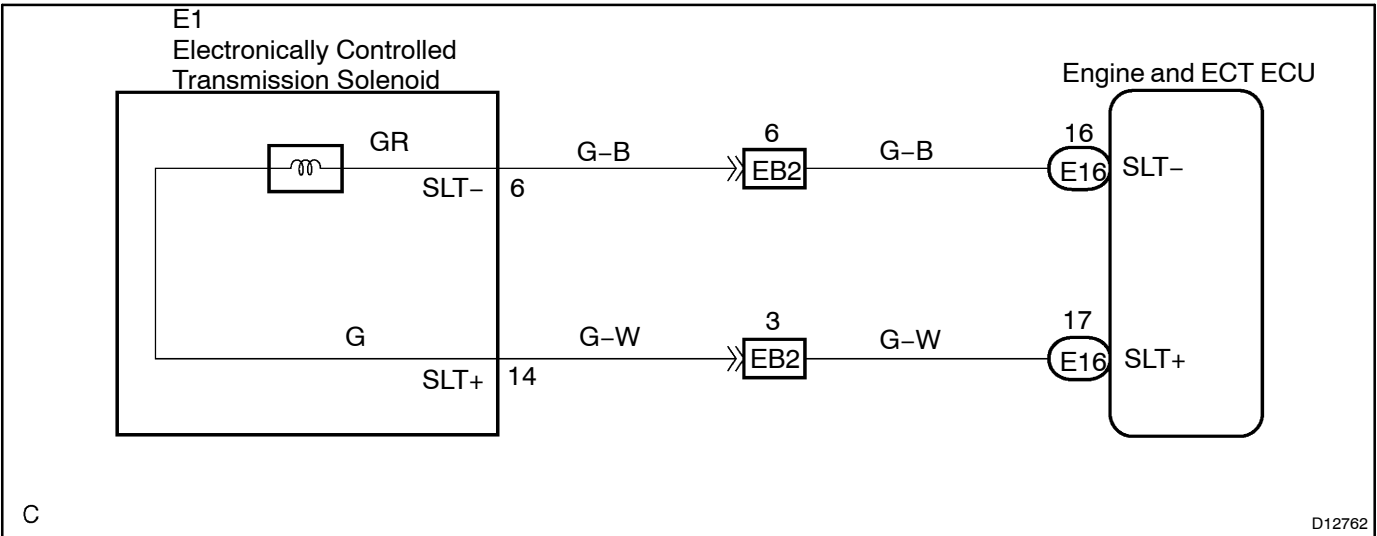 E1
Electronically Controlled
Transmission Solenoid
Engine and ECT ECU
GR
G−B
6
EB2
G−B
16
E16
SLT−
SLT−
6
G
G−W
3
EB2
G−W
17
E16
SLT+
SLT+
14
C
D12762